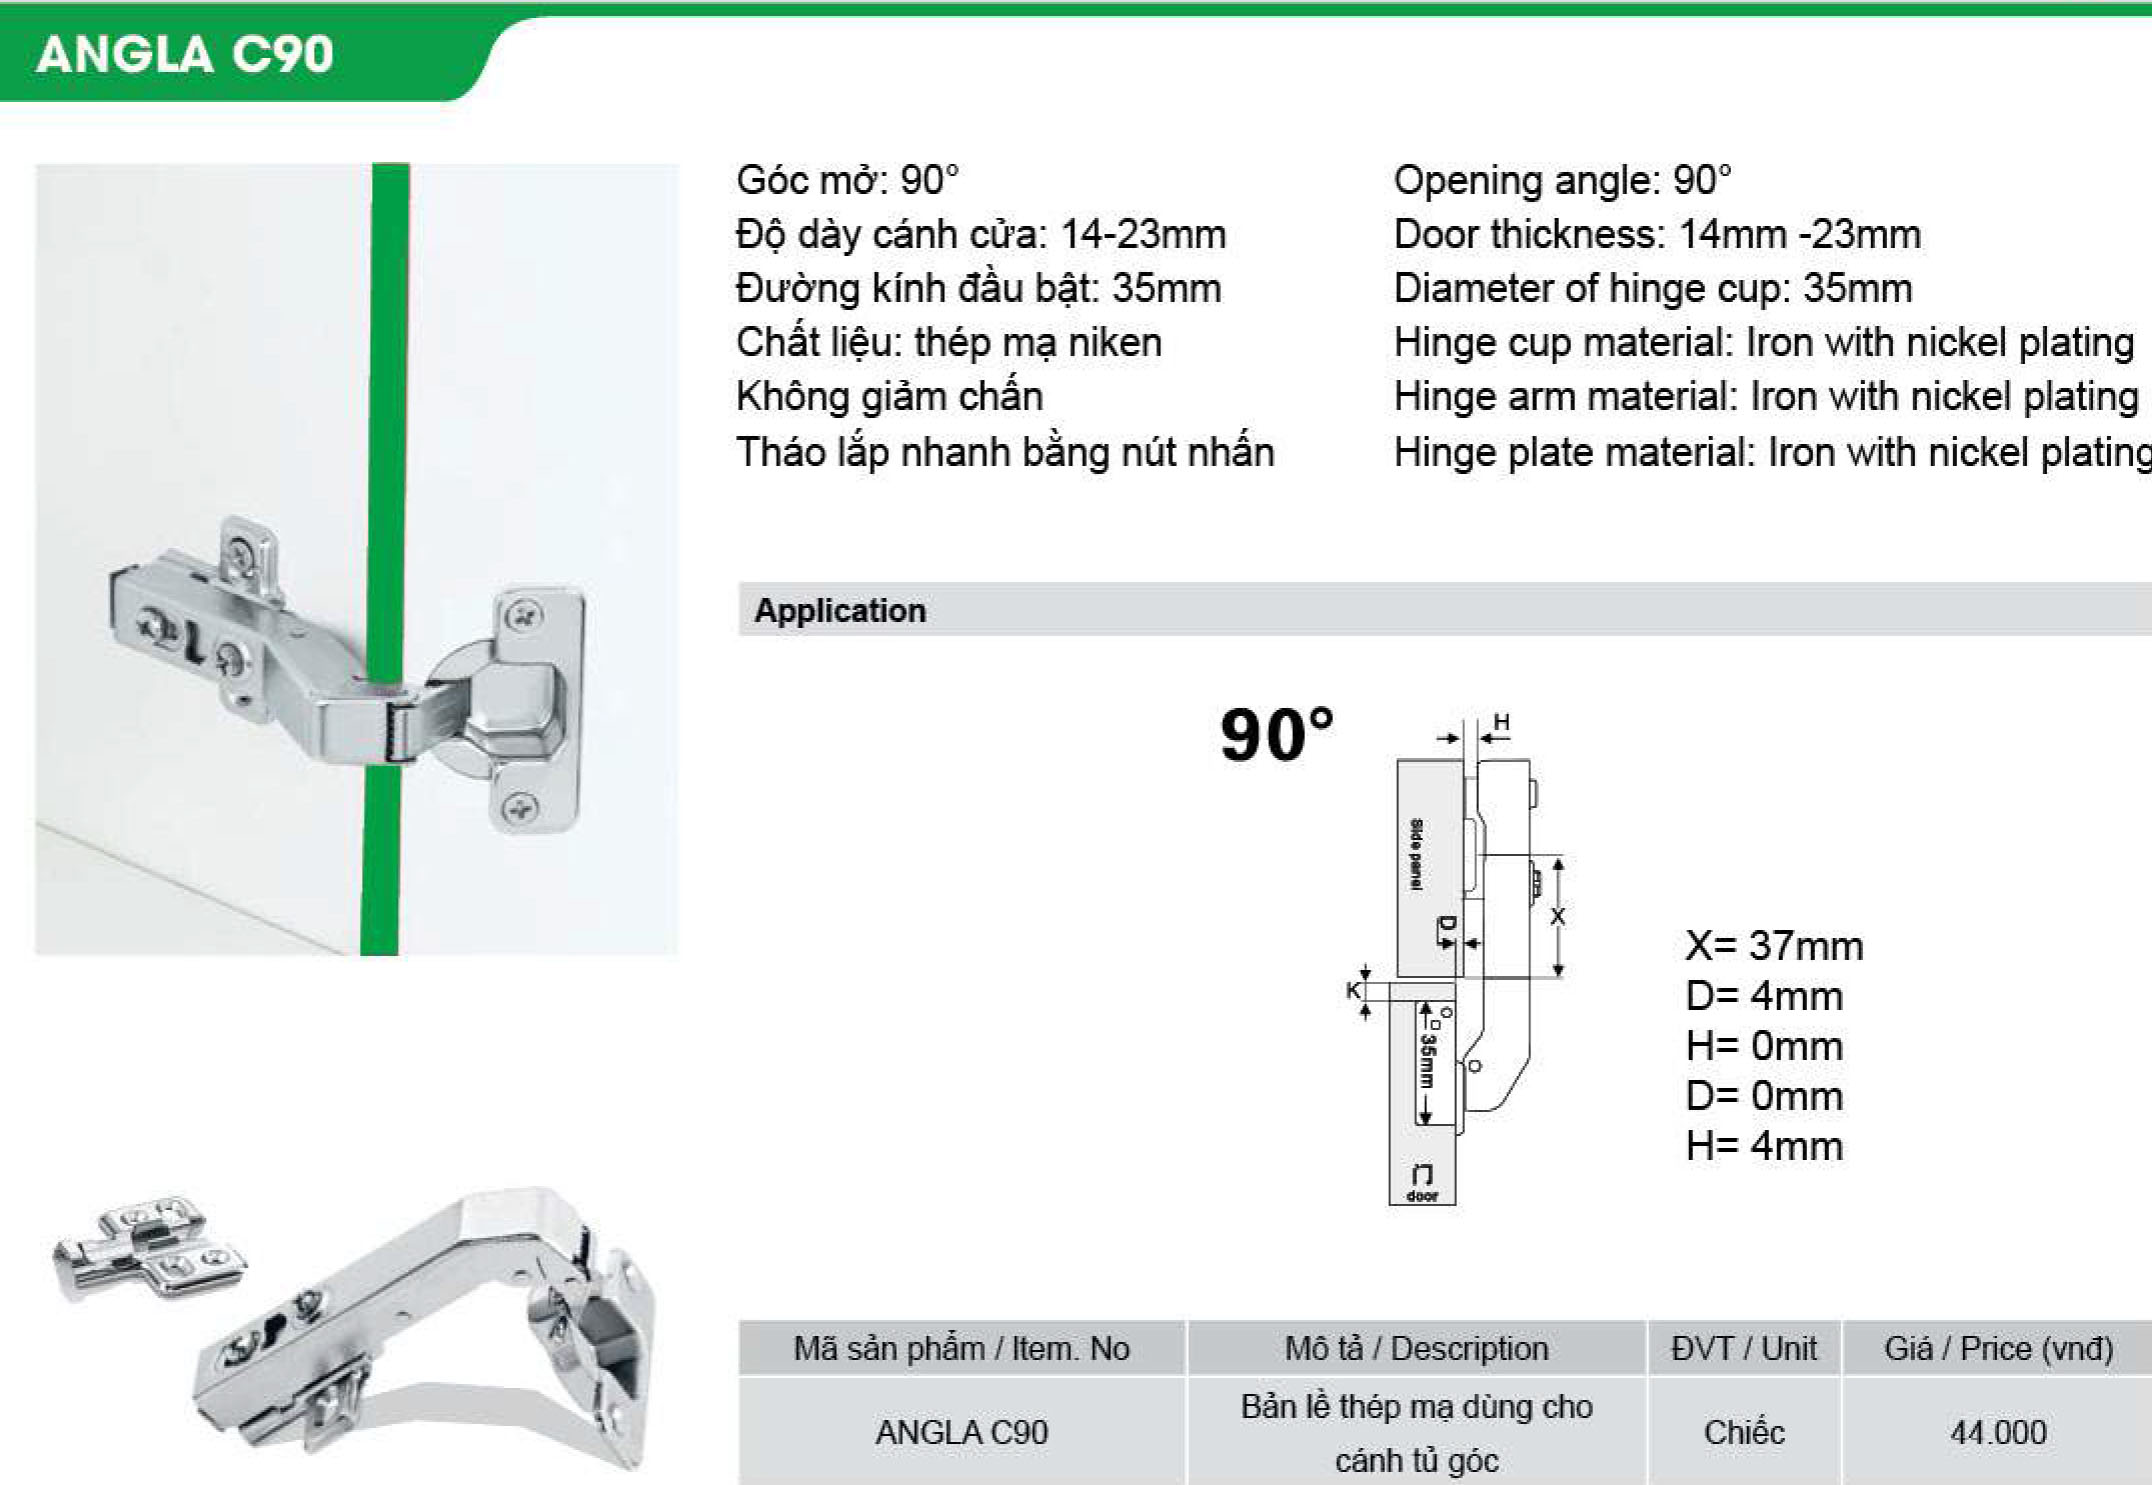 ANGLA C90
Góc mở: 90°
Độ dày cánh cửa: 14-23mm
Đường kính đầu bật: 35mm
Chất liệu: thép mạ niken
Không giảm chấn
Tháo lắp nhanh bằng nút nhấn
Opening angle: 90°
Door thickness: 14mm -23mm
Diameter of hinge cup: 35mm
Hinge cup material: Iron with nickel plating
Hinge arm material: Iron with nickel plating
Hinge plate material: Iron with nickel plating
Application
90°
H
Side panel
D
X
K
35mm
door
X= 37mm
D= 4mm
H= 0mm
D= 0mm
H= 4mm
Mã sản phẩm / Item. No
Mô tả / Description
ĐVT / Unit
Giá / Price (vnđ)
ANGLA C90
Bản lề thép mạ dùng cho
cánh tủ góc
Chiếc
44.000